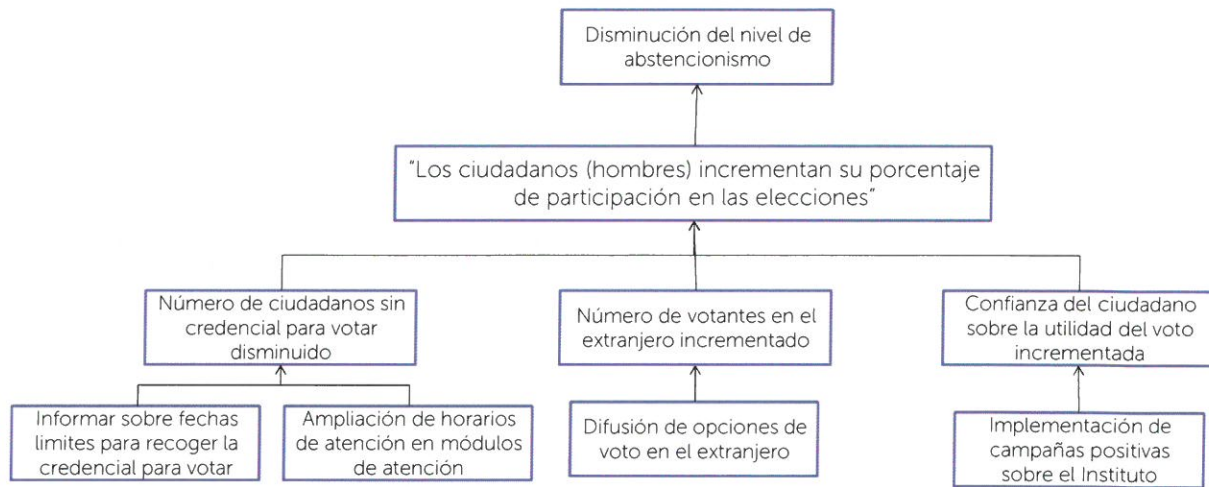 Disminución del nivel de
abstencionismo
"Los ciudadanos (hombres) incrementan su porcentaje
de participación en las elecciones"
Número de ciudadanos sin
credencial para votar
disminuido
Número de votantes en el
extranjero incrementado
Confianza del ciudadano
sobre la utilidad del voto
incrementada
Informar sobre fechas
limites para recoger la
credencial para votar
Ampliación de horarios
de atención en módulos
de atención
Difusión de opciones de
voto en el extranjero
Implementación de
campañas positivas
sobre el Instituto